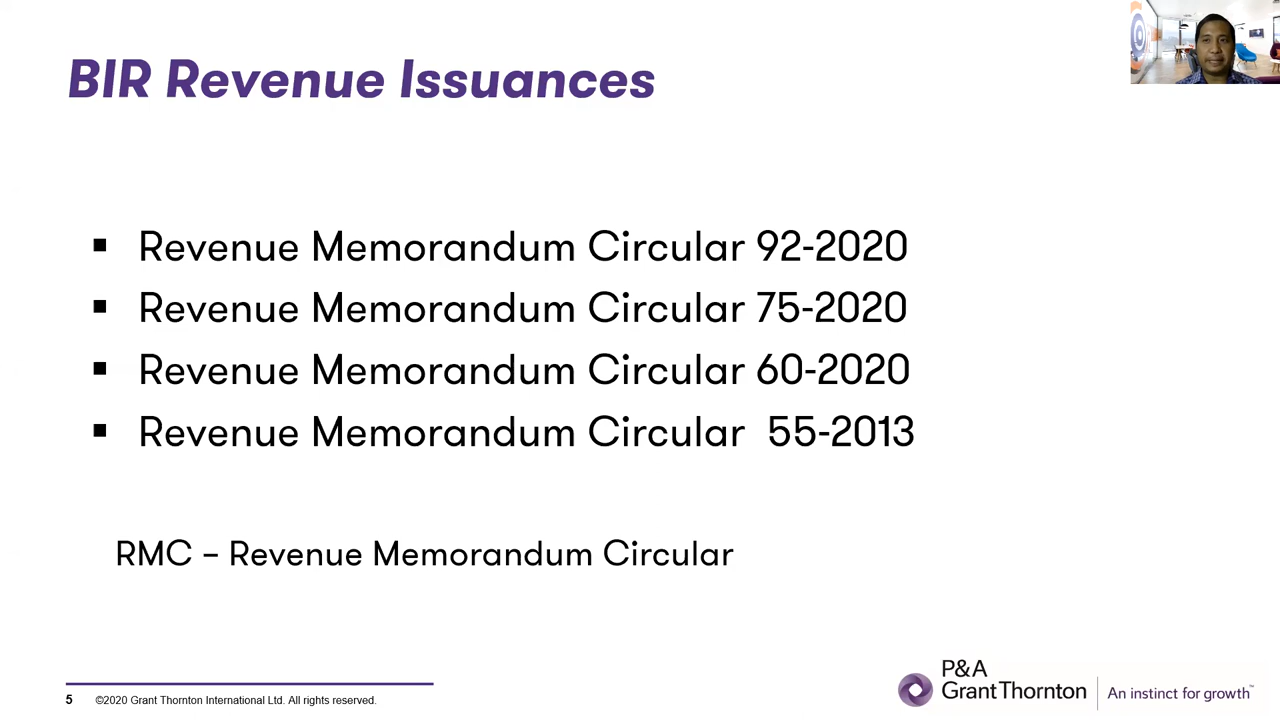 BIR Revenue Issuances
▪ Revenue Memorandum Circular 92-2020
▪ Revenue Memorandum Circular 75-2020
▪ Revenue Memorandum Circular 60-2020
▪ Revenue Memorandum Circular  55-2013
RMC – Revenue Memorandum Circular
5 ©2020 Grant Thornton International Ltd. All rights reserved.
P&A
Grant Thornton
An instinct for growth™